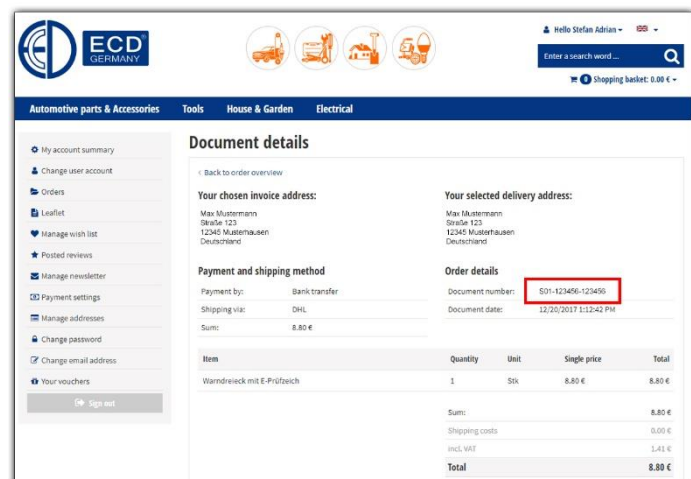 ECD®
GERMANY
Hello Stefan Adrian
Enter a search word ...
0 Shopping basket: 0.00 €
Automotive parts & Accessories Tools House & Garden Electrical
My account summary
Change user account
Orders
Leaflet
Manage wish list
Posted reviews
Manage newsletter
Payment settings
Manage addresses
Change password
Change email address
Your vouchers
Sign out
Document details
< Back to order overview
Your chosen invoice address:
Max Mustermann
Straße 123
12345 Musterhausen
Deutschland
Your selected delivery address:
Max Mustermann
Straße 123
12345 Musterhausen
Deutschland
Payment and shipping method
Payment by: Bank transfer
Shipping via: DHL
Sum: 8.80 €
Order details
Document number: S01-123456-123456
Document date: 12/20/2017 1:12:42 PM
Item Quantity Unit Single price Total
Warndreieck mit E-Prüfzeich 1 Stk 8.80 € 8.80 €
Sum: 8.80 €
Shipping costs 0.00 €
incl. VAT 1.41 €
Total 8.80 €